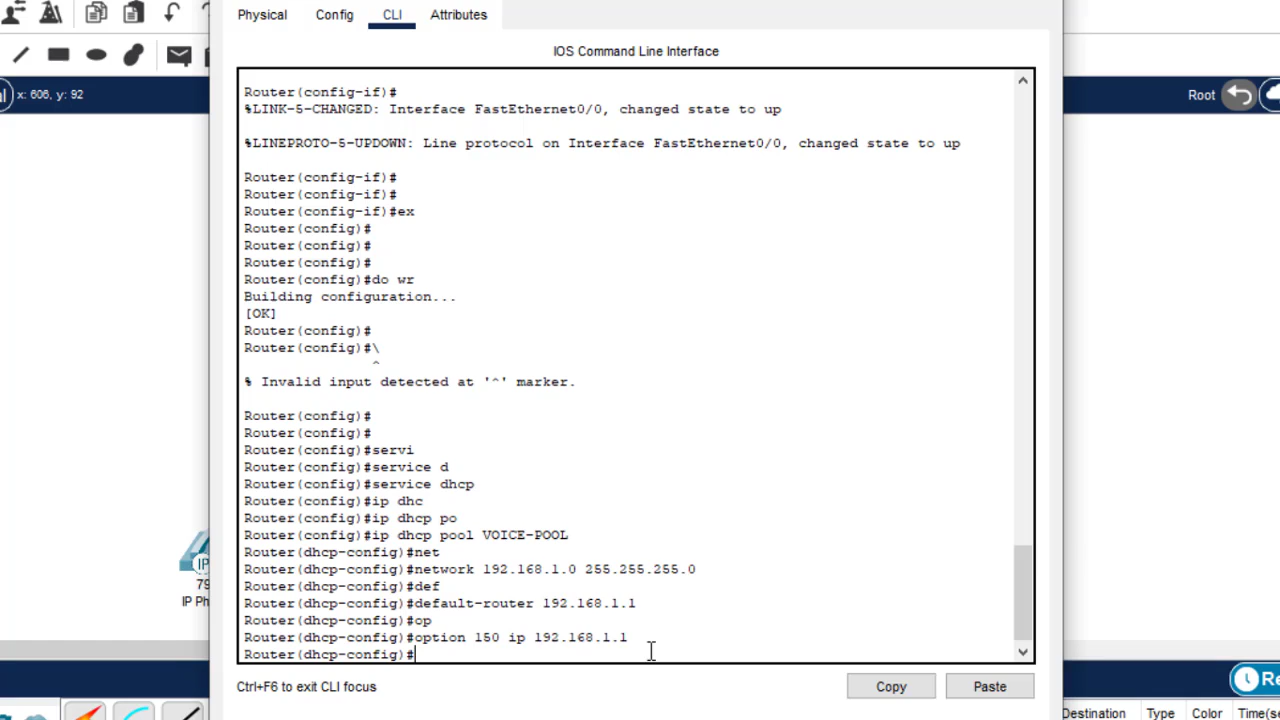 Physical Config CLI Attributes
IOS Command Line Interface
x: 606, y: 92
Root
Router(config-if)#
%LINK-5-CHANGED: Interface FastEthernet0/0, changed state to up
%LINEPROTO-5-UPDOWN: Line protocol on Interface FastEthernet0/0, changed state to up
Router(config-if)#
Router(config-if)#
Router(config-if)#ex
Router(config)#
Router(config)#
Router(config)#
Router(config)#do wr
Building configuration...
[OK]
Router(config)#
Router(config)#\
^
% Invalid input detected at '^' marker.
Router(config)#
Router(config)#
Router(config)#servi
Router(config)#service d
Router(config)#service dhcp
Router(config)#ip dhc
Router(config)#ip dhcp po
Router(config)#ip dhcp pool VOICE-POOL
Router(dhcp-config)#net
Router(dhcp-config)#network 192.168.1.0 255.255.255.0
Router(dhcp-config)#def
Router(dhcp-config)#default-router 192.168.1.1
Router(dhcp-config)#op
Router(dhcp-config)#option 150 ip 192.168.1.1
Router(dhcp-config)#
IP
79
IP Ph
Ctrl+F6 to exit CLI focus
Copy
Paste
Re
Destination Type Color Time(se